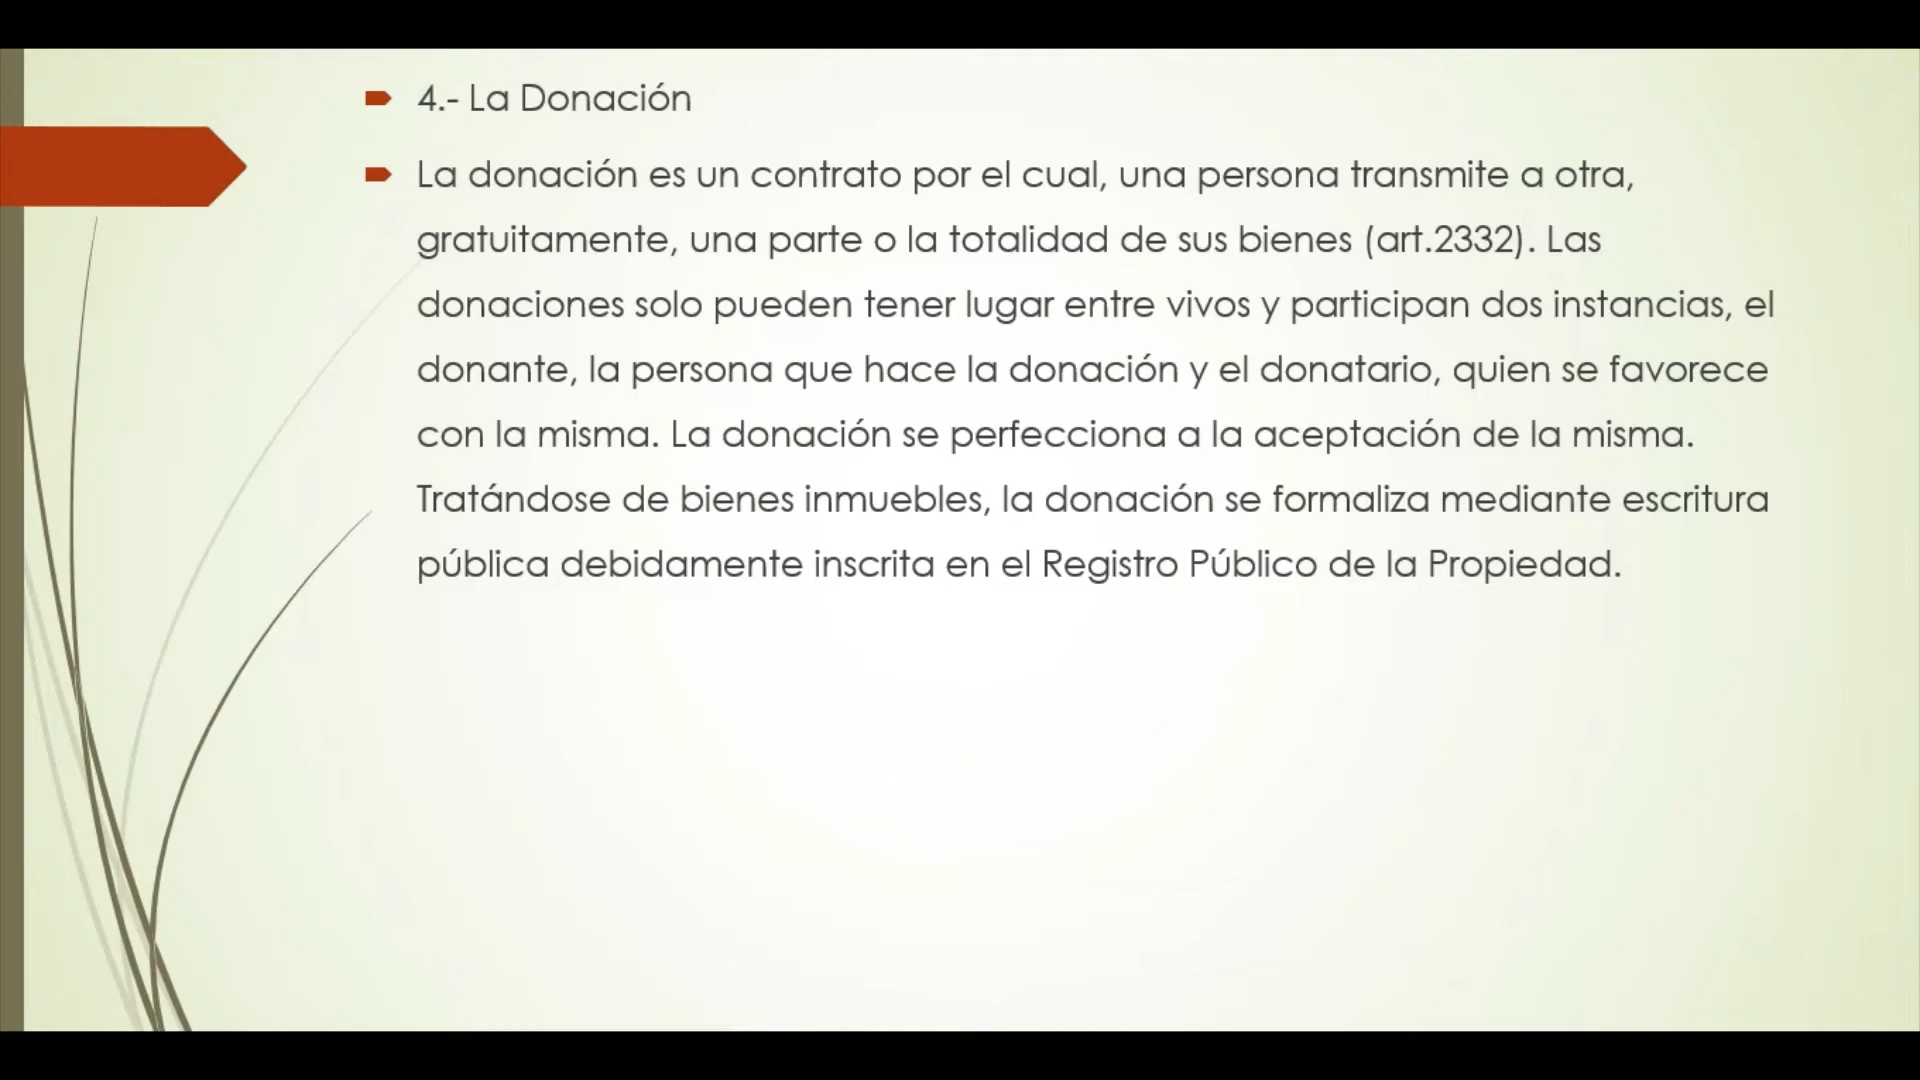 4.- La Donación
La donación es un contrato por el cual, una persona transmite a otra,
gratuitamente, una parte o la totalidad de sus bienes (art.2332). Las
donaciones solo pueden tener lugar entre vivos y participan dos instancias, el
donante, la persona que hace la donación y el donatario, quien se favorece
con la misma. La donación se perfecciona a la aceptación de la misma.
Tratándose de bienes inmuebles, la donación se formaliza mediante escritura
pública debidamente inscrita en el Registro Público de la Propiedad.